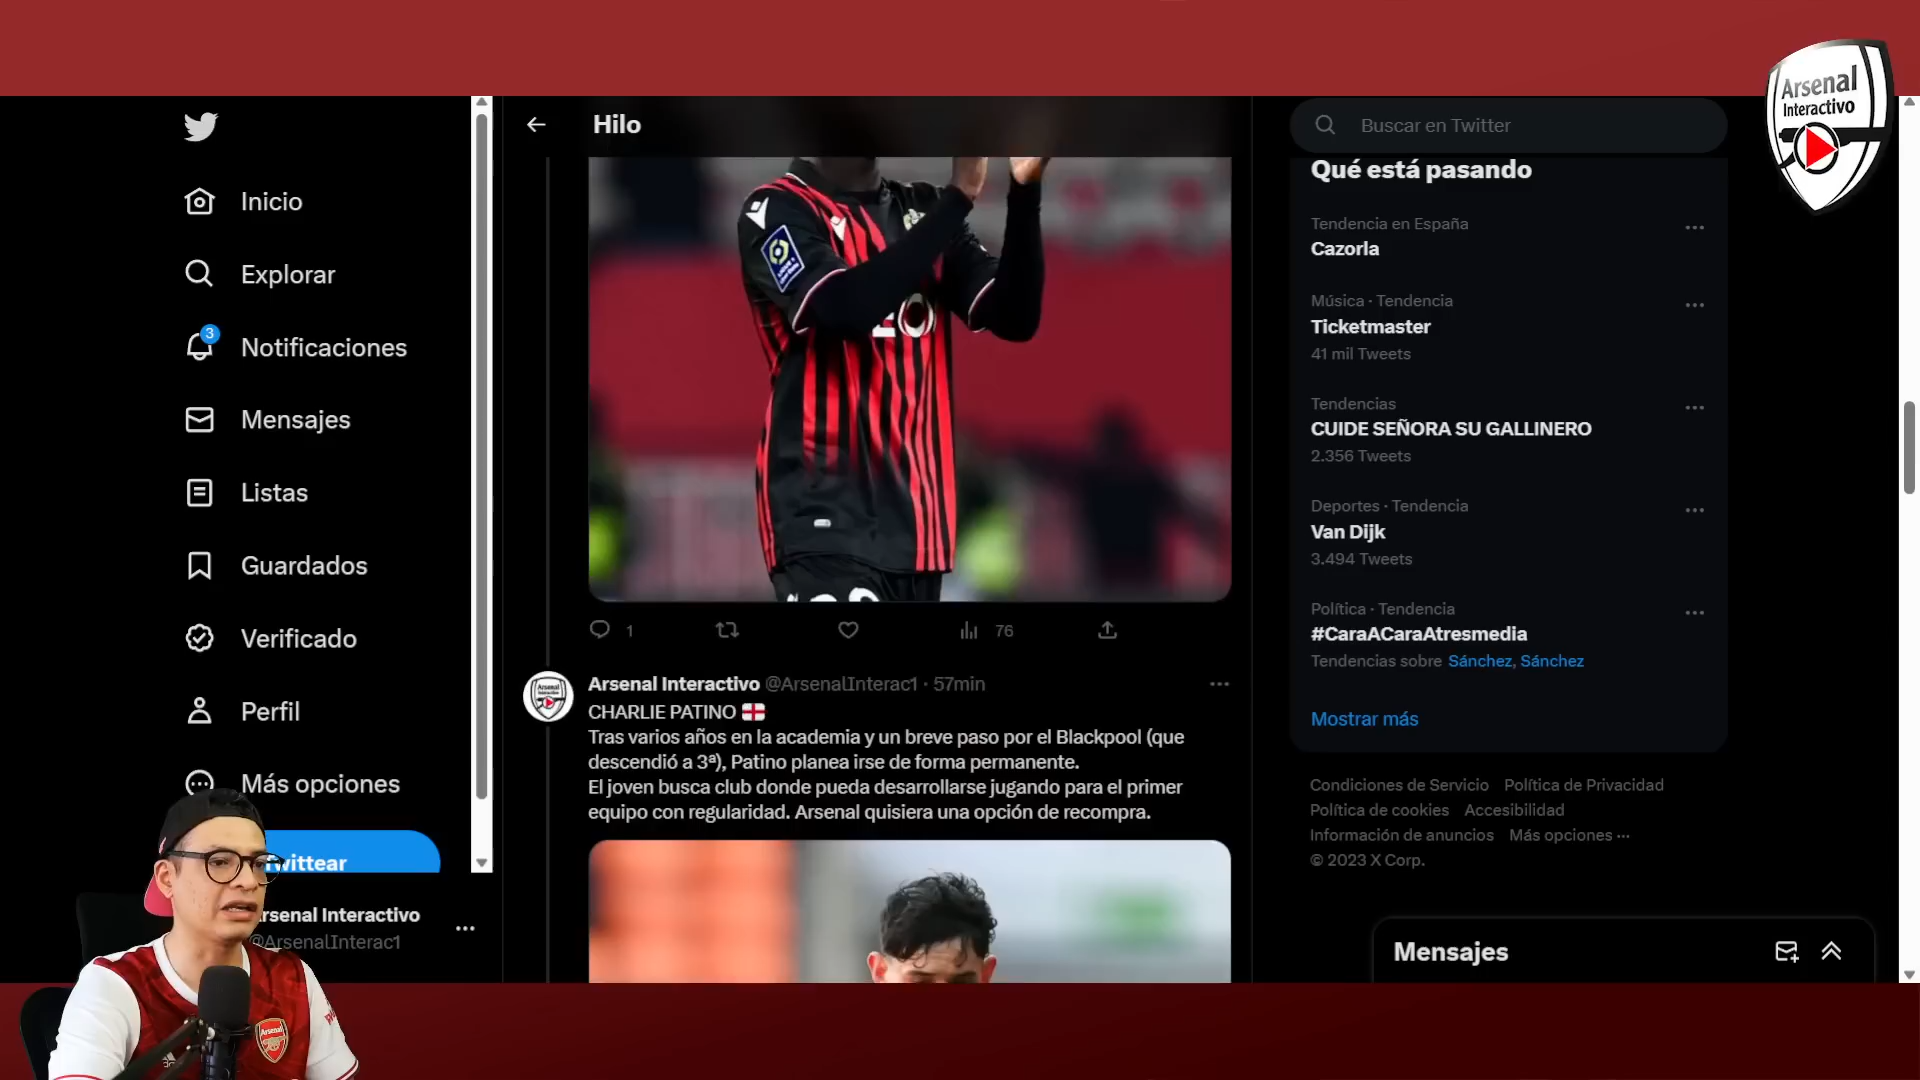 Arsenal
Interactivo
Inicio
Explorar
3
Notificaciones
Mensajes
Listas
Guardados
Verificado
Perfil
Más opciones
wittear
rsenal Interactivo
@ArsenalInterac1
Hilo
1
76
Arsenal Interactivo @ArsenalInterac1 · 57min
CHARLIE PATINO
Tras varios años en la academia y un breve paso por el Blackpool (que
descendió a 3ª), Patino planea irse de forma permanente.
El joven busca club donde pueda desarrollarse jugando para el primer
equipo con regularidad. Arsenal quisiera una opción de recompra.
Buscar en Twitter
Qué está pasando
Tendencia en España
Cazorla
Música · Tendencia
Ticketmaster
41 mil Tweets
Tendencias
CUIDE SEÑORA SU GALLINERO
2.356 Tweets
Deportes · Tendencia
Van Dijk
3.494 Tweets
Política · Tendencia
#CaraACaraAtresmedia
Tendencias sobre Sánchez, Sánchez
Mostrar más
Condiciones de Servicio Política de Privacidad
Política de cookies Accesibilidad
Información de anuncios Más opciones ···
© 2023 X Corp.
Mensajes
Arsenal